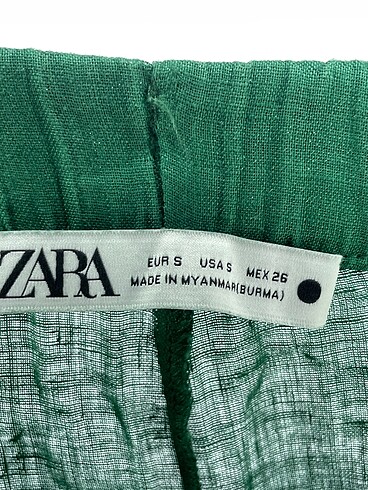 ZARA
EUR S USA S MEX 26
MADE IN MYANMAR(BURMA)